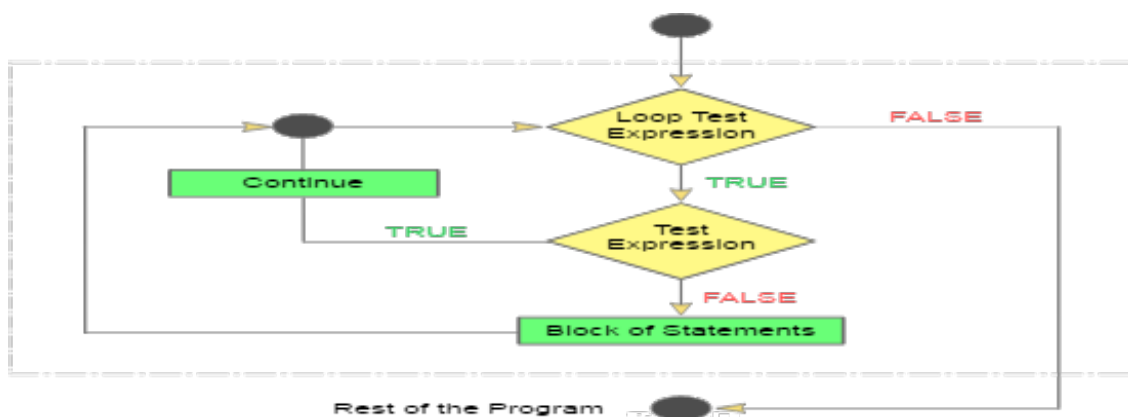 Loop Test
Expression
FALSE
Continue
TRUE
TRUE
Test
Expression
FALSE
Block of Statements
Rest of the Program